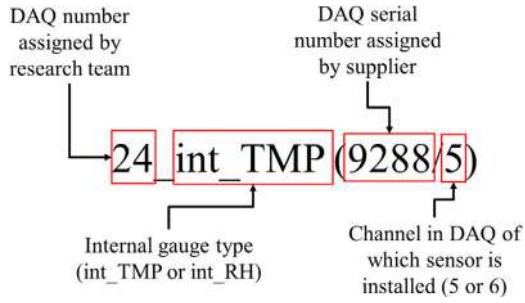 DAQ number
assigned by
research team
DAQ serial
number assigned
by supplier
24_int_TMP(9288/5)
Internal gauge type
(int_TMP or int_RH)
Channel in DAQ of
which sensor is
installed (5 or 6)